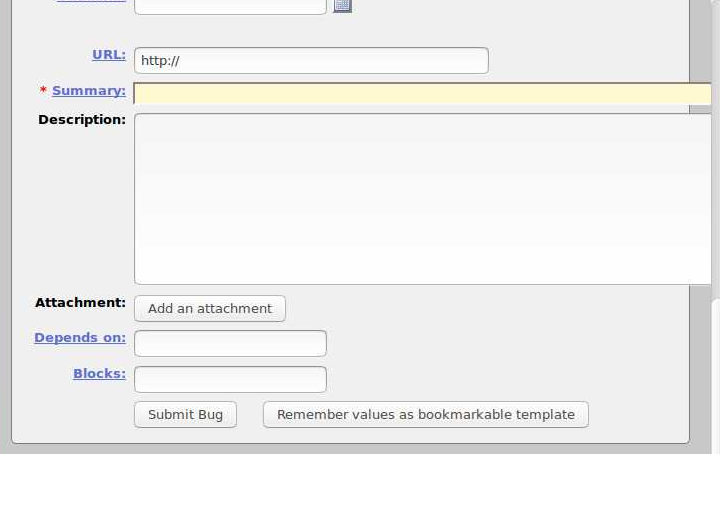 URL: http://
* Summary:
Description:
Attachment: Add an attachment
Depends on:
Blocks:
Submit Bug Remember values as bookmarkable template